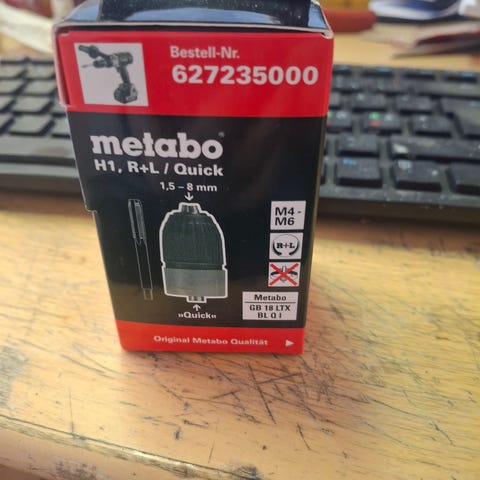 Bestell-Nr.
627235000
metabo®
H1, R+L / Quick
1,5 – 8 mm
M4 -
M6
R+L
»Quick«
Metabo
GB 18 LTX
BL Q I
Original Metabo Qualität